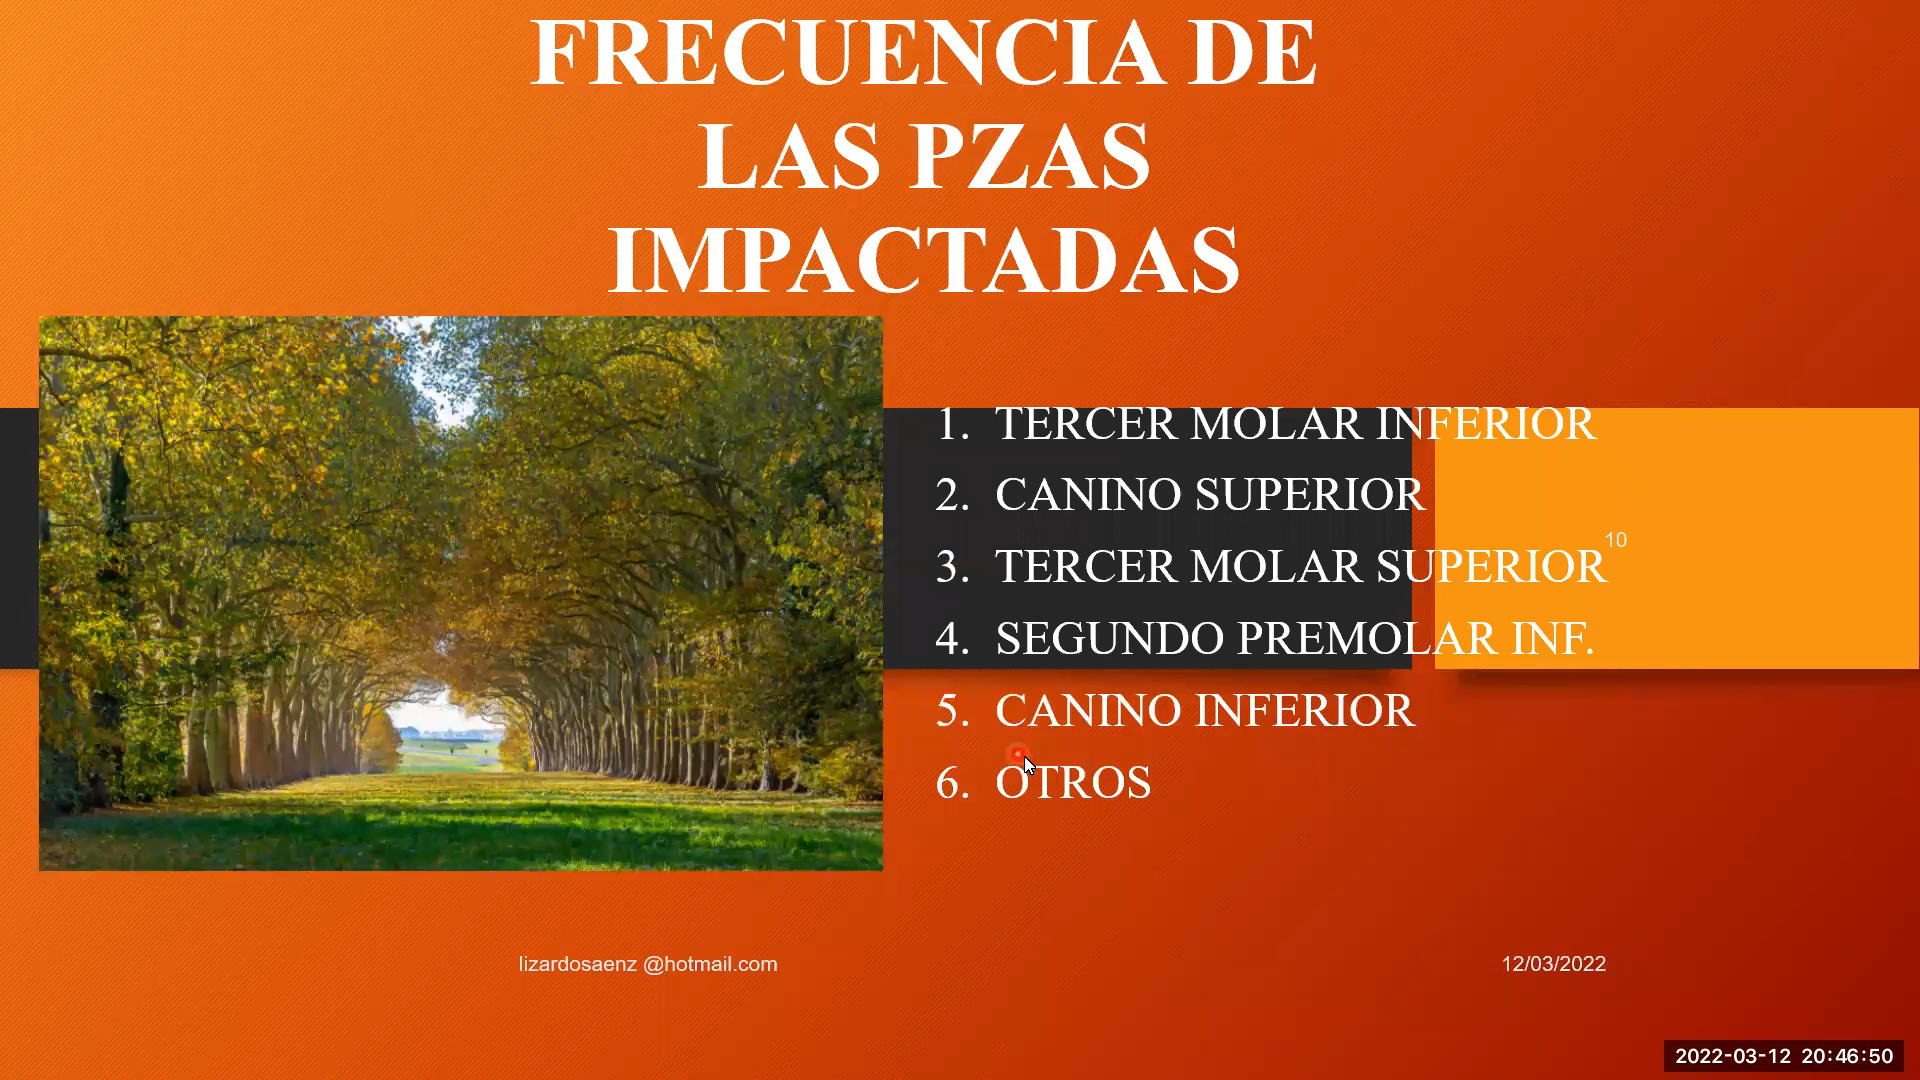 FRECUENCIA DE
LAS PZAS
IMPACTADAS
1. TERCER MOLAR INFERIOR
2. CANINO SUPERIOR
10
3. TERCER MOLAR SUPERIOR
4. SEGUNDO PREMOLAR INF.
5. CANINO INFERIOR
6. OTROS
lizardosaenz @hotmail.com
12/03/2022
2022-03-12 20:46:50